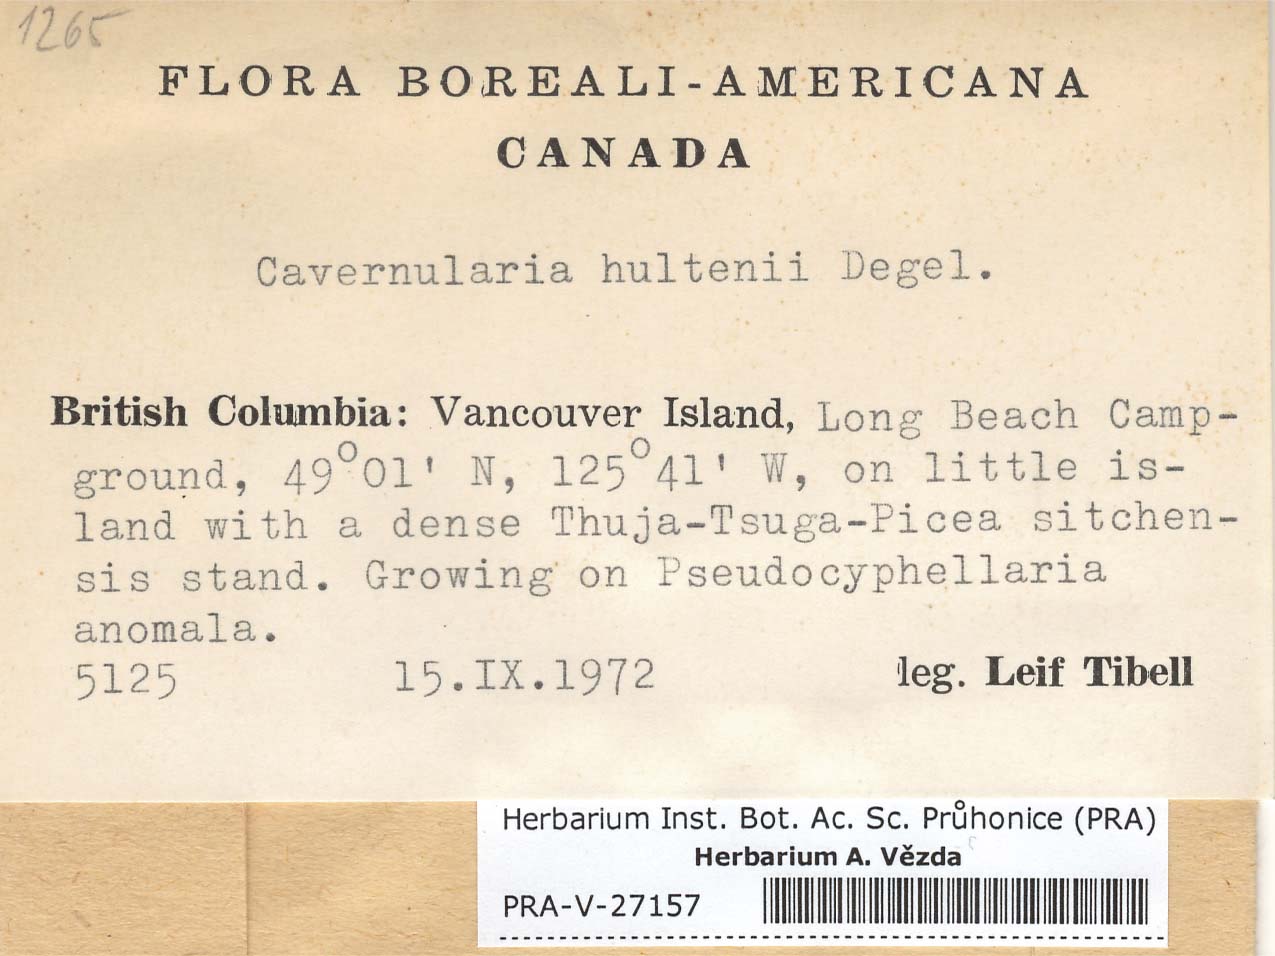 1265
FLORA BOREALI-AMERICANA
CANADA
Cavernularia hultenii Degel.
British Columbia: Vancouver Island, Long Beach Camp-
ground, 49°01' N, 125°41' W, on little is-
land with a dense Thuja-Tsuga-Picea sitchen-
sis stand. Growing on Pseudocyphellaria
anomala.
5125 15.IX.1972 leg. Leif Tibell
Herbarium Inst. Bot. Ac. Sc. Průhonice (PRA)
Herbarium A. Vězda
PRA-V-27157